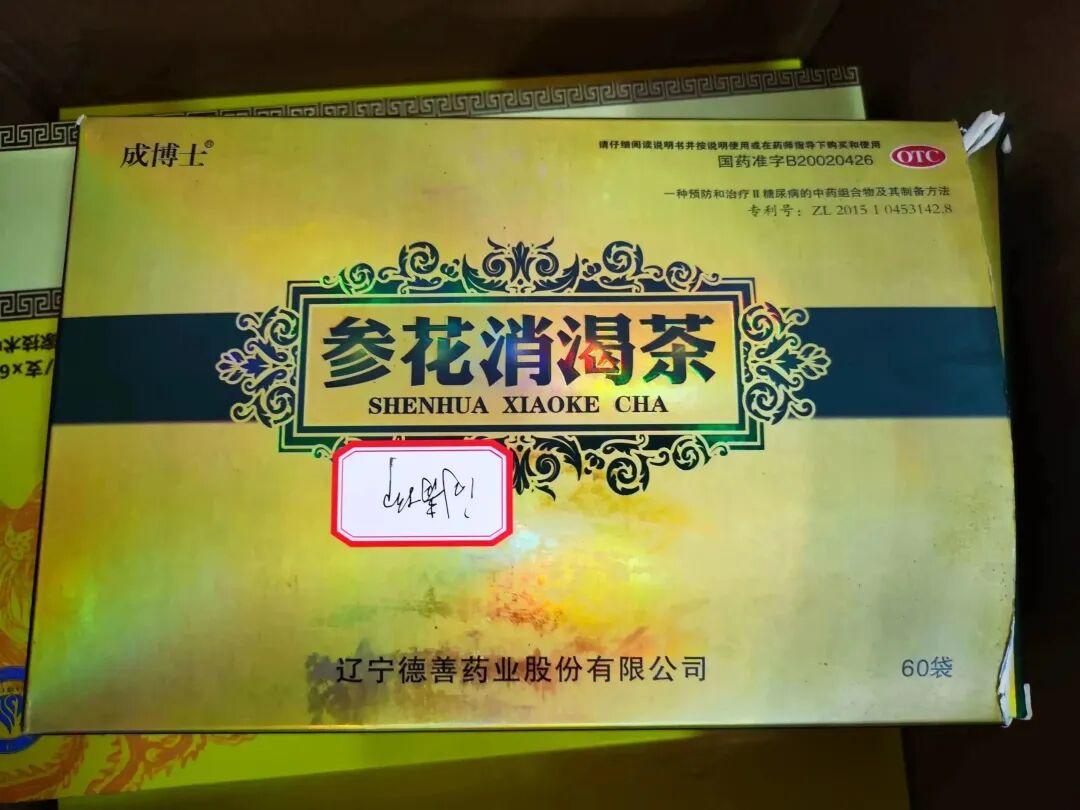 成博士®
请仔细阅读说明书并按说明使用或在药师指导下购买和使用
国药准字B20020426
OTC
一种预防和治疗Ⅱ糖尿病的中药组合物及其制备方法
专利号：ZL 2015 1 0453142.8
参花消渴茶
SHENHUA XIAOKE CHA
辽宁德善药业股份有限公司
60袋